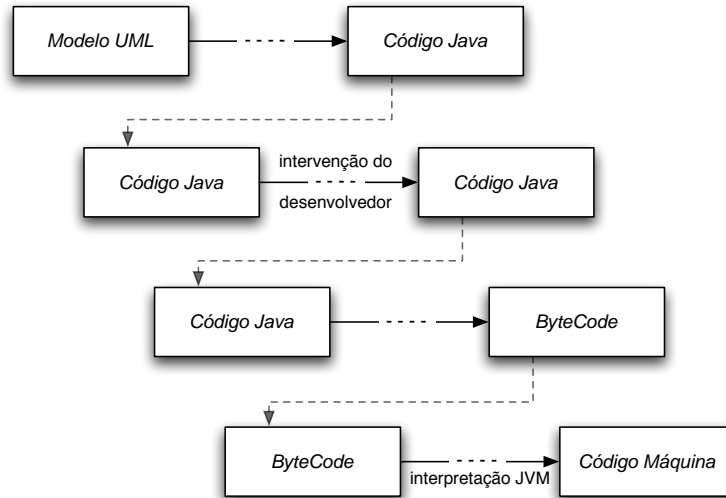 Modelo UML
Código Java
Código Java
intervenção do
desenvolvedor
Código Java
Código Java
ByteCode
ByteCode
interpretação JVM
Código Máquina